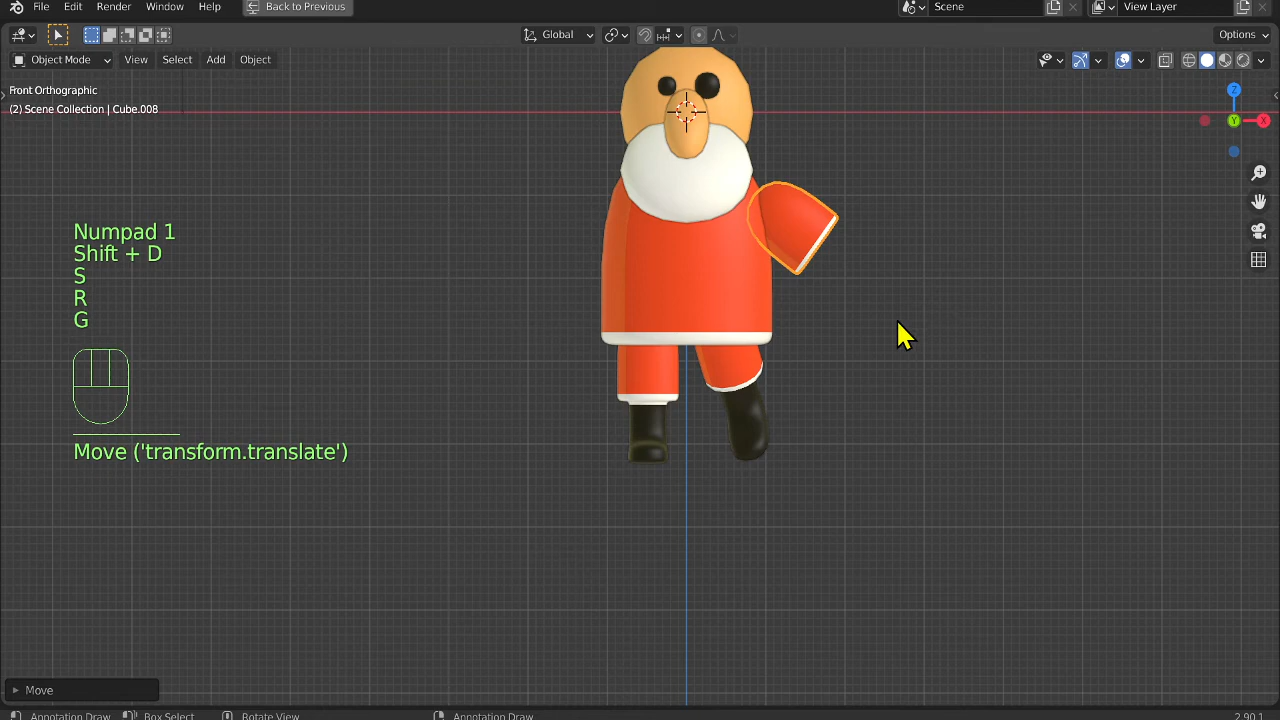 File Edit Render Window Help Back to Previous Scene View Layer
Global Options
Object Mode View Select Add Object
Front Orthographic
(2) Scene Collection | Cube.008
Z
Y X
Numpad 1
Shift + D
S
R
G
Move ('transform.translate')
Move
Annotation Draw Box Select Rotate View Annotation Draw 2.90.1